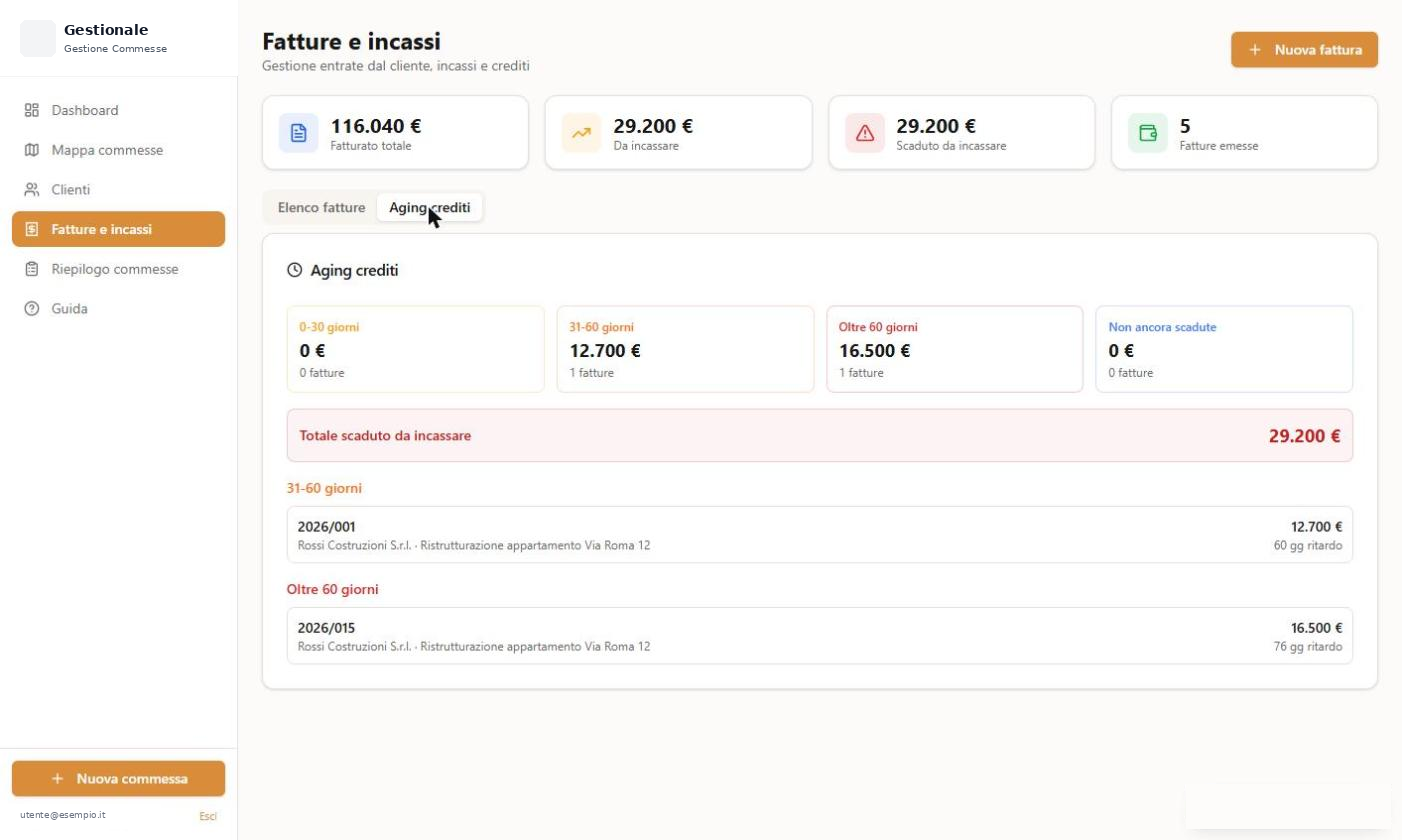 Gestionale
Gestione Commesse
Dashboard
Mappa commesse
Clienti
Fatture e incassi
Riepilogo commesse
Guida
Nuova commessa
utente@esempio.it
Esci
Fatture e incassi
Gestione entrate dal cliente, incassi e crediti
Nuova fattura
116.040 €
Fatturato totale
29.200 €
Da incassare
29.200 €
Scaduto da incassare
5
Fatture emesse
Elenco fatture
Aging crediti
Aging crediti
0-30 giorni
0 €
0 fatture
31-60 giorni
12.700 €
1 fatture
Oltre 60 giorni
16.500 €
1 fatture
Non ancora scadute
0 €
0 fatture
Totale scaduto da incassare
29.200 €
31-60 giorni
2026/001
12.700 €
Rossi Costruzioni S.r.l. · Ristrutturazione appartamento Via Roma 12
60 gg ritardo
Oltre 60 giorni
2026/015
16.500 €
Rossi Costruzioni S.r.l. · Ristrutturazione appartamento Via Roma 12
76 gg ritardo